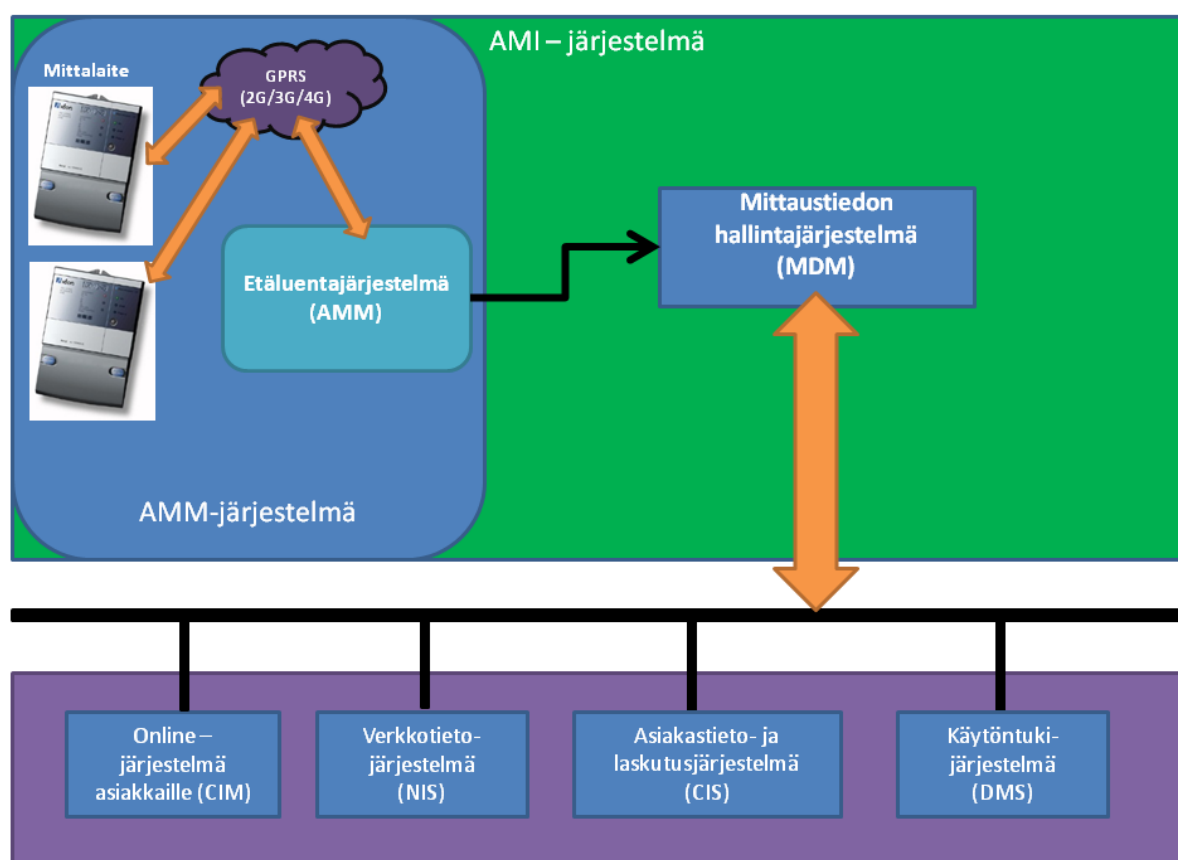 AMI – järjestelmä
Mittalaite
GPRS
(2G/3G/4G)
Mittaustiedon
hallintajärjestelmä
(MDM)
Etäluentajärjestelmä
(AMM)
AMM-järjestelmä
Online –
järjestelmä
asiakkaille (CIM)
Verkkotieto-
järjestelmä
(NIS)
Asiakastieto- ja
laskutusjärjestelmä
(CIS)
Käytöntuki-
järjestelmä
(DMS)